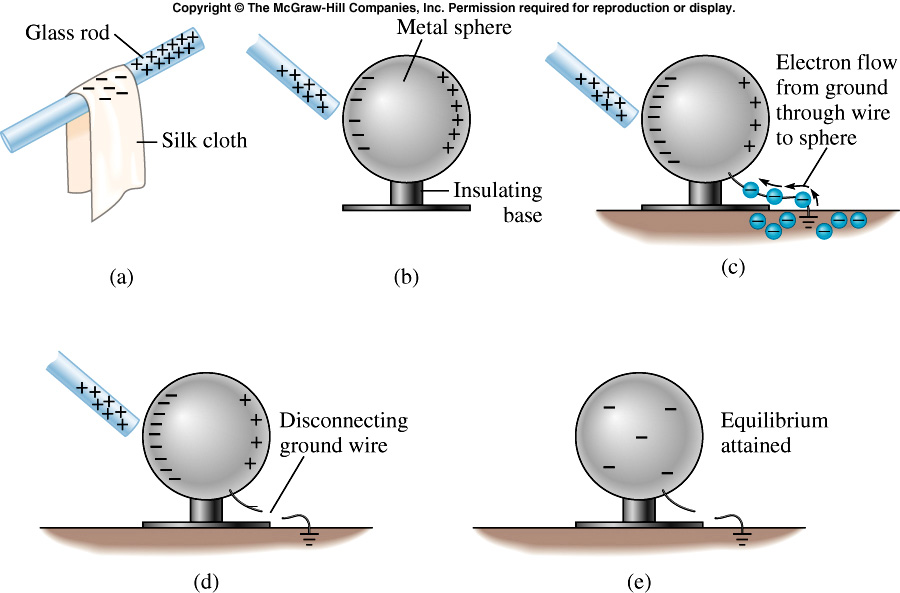 Copyright © The McGraw-Hill Companies, Inc. Permission required for reproduction or display.
Glass rod
Silk cloth
(a)
Metal sphere
Insulating
base
(b)
Electron flow
from ground
through wire
to sphere
(c)
Disconnecting
ground wire
(d)
Equilibrium
attained
(e)